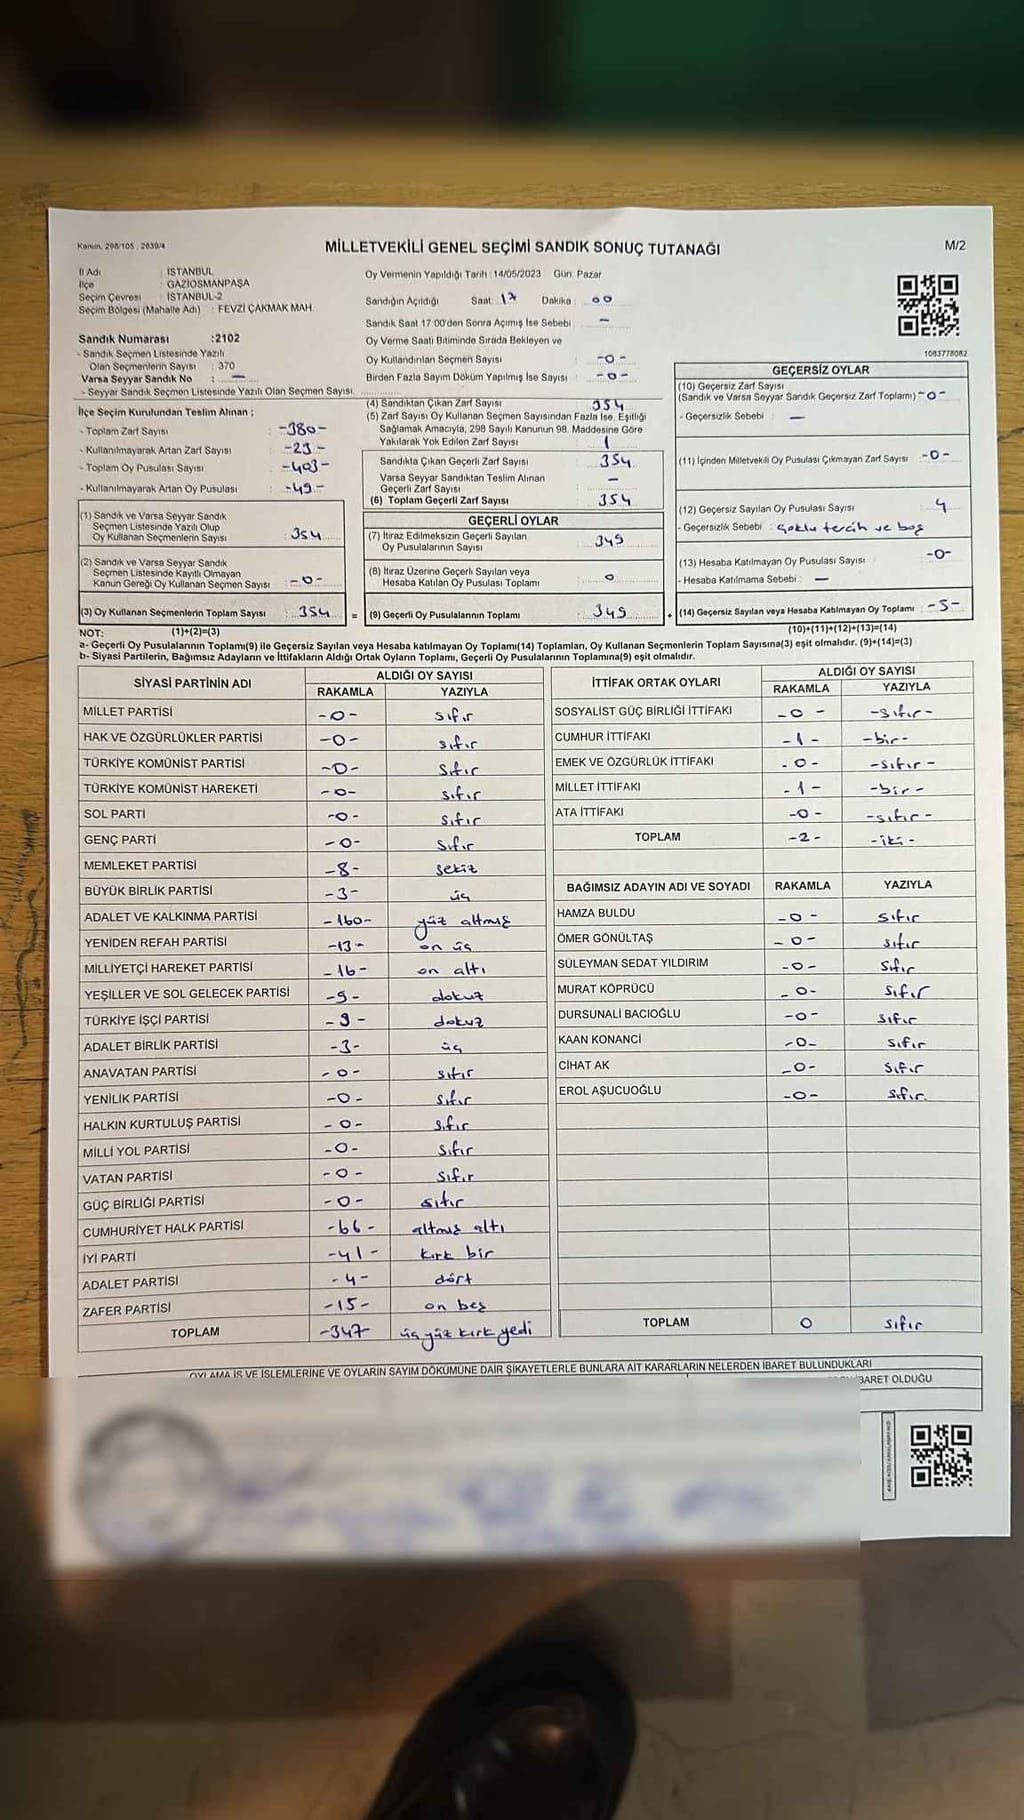 Kanun, 298/105 , 2839/4
MİLLETVEKİLİ GENEL SEÇİMİ SANDIK SONUÇ TUTANAĞI
M/2
İl Adı : İSTANBUL
İlçe : GAZİOSMANPAŞA
Seçim Çevresi : İSTANBUL-2
Seçim Bölgesi (Mahalle Adı) : FEVZİ ÇAKMAK MAH.
Oy Vermenin Yapıldığı Tarih :14/05/2023 Gün: Pazar
Sandığın Açıldığı Saat: 17 Dakika : 00
Sandık Saat 17:00'den Sonra Açımış İse Sebebi : -
Oy Verme Saati Bitiminde Sırada Bekleyen ve
Oy Kullandırılan Seçmen Sayısı -0-
Birden Fazla Sayım Döküm Yapılmış İse Sayısı : -0-
1083778082
Sandık Numarası :2102
- Sandık Seçmen Listesinde Yazılı
Olan Seçmenlerin Sayısı : 370
Varsa Seyyar Sandık No : -
- Seyyar Sandık Seçmen Listesinde Yazılı Olan Seçmen Sayısı.
İlçe Seçim Kurulundan Teslim Alınan ;
- Toplam Zarf Sayısı : -380-
- Kullanılmayarak Artan Zarf Sayısı : -23-
- Toplam Oy Pusulası Sayısı : -403-
- Kullanılmayarak Artan Oy Pusulası : -49-
(4) Sandıktan Çıkan Zarf Sayısı : 354
(5) Zarf Sayısı Oy Kullanan Seçmen Sayısından Fazla İse, Eşitliği
Sağlamak Amacıyla, 298 Sayılı Kanunun 98. Maddesine Göre
Yakılarak Yok Edilen Zarf Sayısı :
Sandıkta Çıkan Geçerli Zarf Sayısı : 354
Varsa Seyyar Sandıktan Teslim Alınan
Geçerli Zarf Sayısı : -
(6) Toplam Geçerli Zarf Sayısı : 354
GEÇERSİZ OYLAR
(10) Geçersiz Zarf Sayısı
(Sandık ve Varsa Seyyar Sandık Geçersiz Zarf Toplamı) -0-
- Geçersizlik Sebebi : -
(11) İçinden Milletvekili Oy Pusulası Çıkmayan Zarf Sayısı -0-
(12) Geçersiz Sayılan Oy Pusulası Sayısı : 4
- Geçersizlik Sebebi : çoklu tercih ve boş
(13) Hesaba Katılmayan Oy Pusulası Sayısı : -0-
- Hesaba Katılmama Sebebi : -
(14) Geçersiz Sayılan veya Hesaba Katılmayan Oy Toplamı : -5-
(10)+(11)+(12)+(13)=(14)
(1) Sandık ve Varsa Seyyar Sandık
Seçmen Listesinde Yazılı Olup
Oy Kullanan Seçmenlerin Sayısı : 354
(2) Sandık ve Varsa Seyyar Sandık
Seçmen Listesinde Kayıtlı Olmayan
Kanun Gereği Oy Kullanan Seçmen Sayısı : -0-
(3) Oy Kullanan Seçmenlerin Toplam Sayısı : 354 =
(1)+(2)=(3)
GEÇERLİ OYLAR
(7) İtiraz Edilmeksizin Geçerli Sayılan
Oy Pusulalarının Sayısı : 349
(8) İtiraz Üzerine Geçerli Sayılan veya
Hesaba Katılan Oy Pusulası Toplamı : 0
(9) Geçerli Oy Pusulalarının Toplamı : 349 +
NOT:
a- Geçerli Oy Pusulalarının Toplamı(9) ile Geçersiz Sayılan veya Hesaba katılmayan Oy Toplamı(14) Toplamları, Oy Kullanan Seçmenlerin Toplam Sayısına(3) eşit olmalıdır. (9)+(14)=(3)
b- Siyasi Partilerin, Bağımsız Adayların ve İttifakların Aldığı Ortak Oyların Toplamı, Geçerli Oy Pusulalarının Toplamına(9) eşit olmalıdır.
SİYASİ PARTİNİN ADI ALDIĞI OY SAYISI
RAKAMLA YAZIYLA
MİLLET PARTİSİ -0- sıfır
HAK VE ÖZGÜRLÜKLER PARTİSİ -0- sıfır
TÜRKİYE KOMÜNİST PARTİSİ -0- sıfır
TÜRKİYE KOMÜNİST HAREKETİ -0- sıfır
SOL PARTİ -0- sıfır
GENÇ PARTİ -0- sıfır
MEMLEKET PARTİSİ -8- sekiz
BÜYÜK BİRLİK PARTİSİ -3- üç
ADALET VE KALKINMA PARTİSİ -160- yüz altmış
YENİDEN REFAH PARTİSİ -13- on üç
MİLLİYETÇİ HAREKET PARTİSİ -16- on altı
YEŞİLLER VE SOL GELECEK PARTİSİ -9- dokuz
TÜRKİYE İŞÇİ PARTİSİ -9- dokuz
ADALET BİRLİK PARTİSİ -3- üç
ANAVATAN PARTİSİ -0- sıfır
YENİLİK PARTİSİ -0- sıfır
HALKIN KURTULUŞ PARTİSİ -0- sıfır
MİLLİ YOL PARTİSİ -0- sıfır
VATAN PARTİSİ -0- sıfır
GÜÇ BİRLİĞİ PARTİSİ -0- sıfır
CUMHURİYET HALK PARTİSİ -66- altmış altı
İYİ PARTİ -41- kırk bir
ADALET PARTİSİ -4- dört
ZAFER PARTİSİ -15- on beş
TOPLAM -347- üç yüz kırk yedi
İTTİFAK ORTAK OYLARI ALDIĞI OY SAYISI
RAKAMLA YAZIYLA
SOSYALİST GÜÇ BİRLİĞİ İTTİFAKI -0- -sıfır-
CUMHUR İTTİFAKI -1- -bir-
EMEK VE ÖZGÜRLÜK İTTİFAKI -0- -sıfır-
MİLLET İTTİFAKI -1- -bir-
ATA İTTİFAKI -0- -sıfır-
TOPLAM -2- -iki-
BAĞIMSIZ ADAYIN ADI VE SOYADI RAKAMLA YAZIYLA
HAMZA BULDU -0- sıfır
ÖMER GÖNÜLTAŞ -0- sıfır
SÜLEYMAN SEDAT YILDIRIM -0- sıfır
MURAT KÖPRÜCÜ -0- sıfır
DURSUNALİ BACIOĞLU -0- sıfır
KAAN KONANCİ -0- sıfır
CİHAT AK -0- sıfır
EROL AŞUCUOĞLU -0- sıfır.
TOPLAM 0 sıfır
OYLAMA İŞ VE İŞLEMLERİNE VE OYLARIN SAYIM DÖKÜMÜNE DAİR ŞİKAYETLERLE BUNLARA AİT KARARLARIN NELERDEN İBARET BULUNDUKLARI
İBARET OLDUĞU